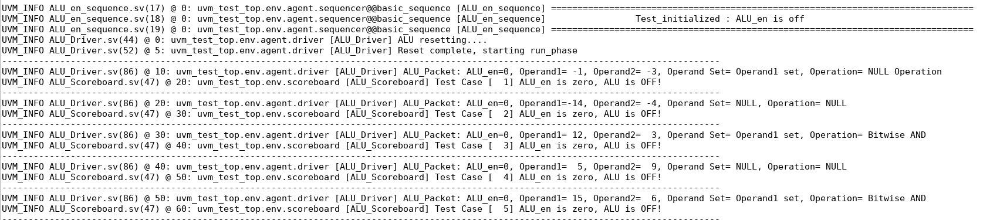 UVM_INFO ALU_en_sequence.sv(17) @ 0: uvm_test_top.env.agent.sequencer@@basic_sequence [ALU_en_sequence] ================================================================================
UVM_INFO ALU_en_sequence.sv(18) @ 0: uvm_test_top.env.agent.sequencer@@basic_sequence [ALU_en_sequence]                 Test_initialized : ALU_en is off
UVM_INFO ALU_en_sequence.sv(19) @ 0: uvm_test_top.env.agent.sequencer@@basic_sequence [ALU_en_sequence] ================================================================================
UVM_INFO ALU_Driver.sv(44) @ 0: uvm_test_top.env.agent.driver [ALU_Driver] ALU resetting....
UVM_INFO ALU_Driver.sv(52) @ 5: uvm_test_top.env.agent.driver [ALU_Driver] Reset complete, starting run_phase
----------------------------------------------------------------------------------------------------------------------------------------
UVM_INFO ALU_Driver.sv(86) @ 10: uvm_test_top.env.agent.driver [ALU_Driver] ALU_Packet: ALU_en=0, Operand1= -1, Operand2= -3, Operand Set= Operand1 set, Operation= NULL Operation
UVM_INFO ALU_Scoreboard.sv(47) @ 20: uvm_test_top.env.scoreboard [ALU_Scoreboard] Test Case [  1] ALU_en is zero, ALU is OFF!
----------------------------------------------------------------------------------------------------------------------------------------
UVM_INFO ALU_Driver.sv(86) @ 20: uvm_test_top.env.agent.driver [ALU_Driver] ALU_Packet: ALU_en=0, Operand1=-14, Operand2= -4, Operand Set= NULL, Operation= NULL
UVM_INFO ALU_Scoreboard.sv(47) @ 30: uvm_test_top.env.scoreboard [ALU_Scoreboard] Test Case [  2] ALU_en is zero, ALU is OFF!
----------------------------------------------------------------------------------------------------------------------------------------
UVM_INFO ALU_Driver.sv(86) @ 30: uvm_test_top.env.agent.driver [ALU_Driver] ALU_Packet: ALU_en=0, Operand1= 12, Operand2=  3, Operand Set= Operand1 set, Operation= Bitwise AND
UVM_INFO ALU_Scoreboard.sv(47) @ 40: uvm_test_top.env.scoreboard [ALU_Scoreboard] Test Case [  3] ALU_en is zero, ALU is OFF!
----------------------------------------------------------------------------------------------------------------------------------------
UVM_INFO ALU_Driver.sv(86) @ 40: uvm_test_top.env.agent.driver [ALU_Driver] ALU_Packet: ALU_en=0, Operand1=  5, Operand2=  9, Operand Set= NULL, Operation= NULL
UVM_INFO ALU_Scoreboard.sv(47) @ 50: uvm_test_top.env.scoreboard [ALU_Scoreboard] Test Case [  4] ALU_en is zero, ALU is OFF!
----------------------------------------------------------------------------------------------------------------------------------------
UVM_INFO ALU_Driver.sv(86) @ 50: uvm_test_top.env.agent.driver [ALU_Driver] ALU_Packet: ALU_en=0, Operand1= 15, Operand2=  6, Operand Set= Operand1 set, Operation= Bitwise AND
UVM_INFO ALU_Scoreboard.sv(47) @ 60: uvm_test_top.env.scoreboard [ALU_Scoreboard] Test Case [  5] ALU_en is zero, ALU is OFF!
----------------------------------------------------------------------------------------------------------------------------------------